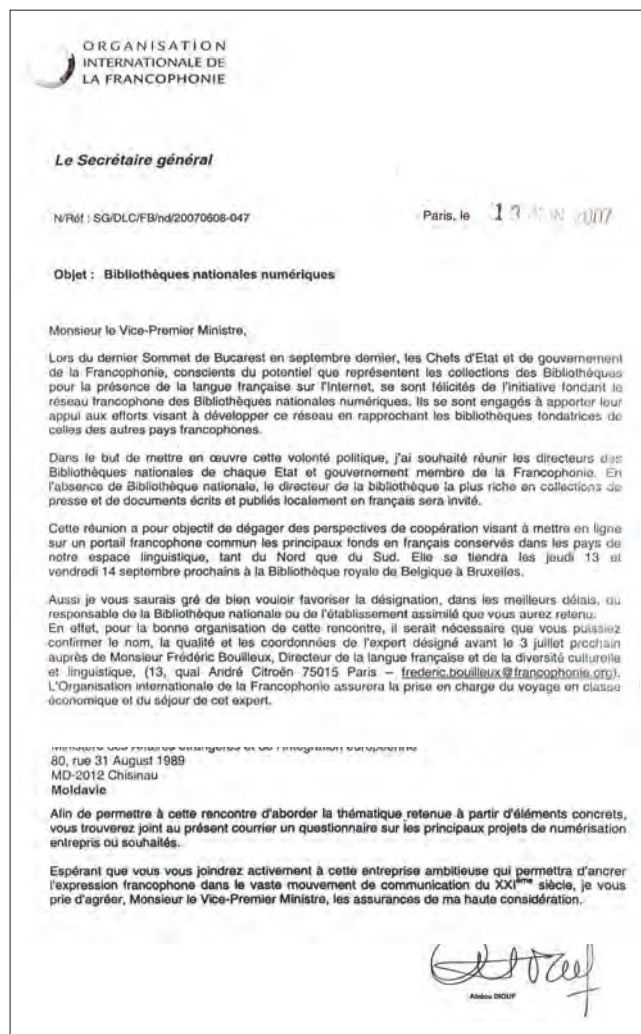 ORGANISATION
INTERNATIONALE DE
LA FRANCOPHONIE
Le Secrétaire général
N/Réf : SG/DLC/FB/nd/20070608-047
Paris, le 2007
Objet : Bibliothèques nationales numériques
Monsieur le Vice-Premier Ministre,
Lors du dernier Sommet de Bucarest en septembre dernier, les Chefs d'Etat et de gouvernement
de la Francophonie, conscients du potentiel que représentent les collections des Bibliothèques
pour la présence de la langue française sur l'Internet, se sont félicités de l'initiative fondant le
réseau francophone des Bibliothèques nationales numériques. Ils se sont engagés à apporter leur
appui aux efforts visant à développer ce réseau en rapprochant les bibliothèques fondatrices de
celles des autres pays francophones.
Dans le but de mettre en œuvre cette volonté politique, j'ai souhaité réunir les directeurs des
Bibliothèques nationales de chaque Etat et gouvernement membre de la Francophonie. En
l'absence de Bibliothèque nationale, le directeur de la bibliothèque la plus riche en collections de
presse et de documents écrits et publiés localement en français sera invité.
Cette réunion a pour objectif de dégager des perspectives de coopération visant à mettre en ligne
sur un portail francophone commun les principaux fonds en français conservés dans les pays de
notre espace linguistique, tant du Nord que du Sud. Elle se tiendra les jeudi 13 et
vendredi 14 septembre prochains à la Bibliothèque royale de Belgique à Bruxelles.
Aussi je vous saurais gré de bien vouloir favoriser la désignation, dans les meilleurs délais, du
responsable de la Bibliothèque nationale ou de l'établissement assimilé que vous aurez retenu.
En effet, pour la bonne organisation de cette rencontre, il serait nécessaire que vous puissiez
confirmer le nom, la qualité et les coordonnées de l'expert désigné avant le 3 juillet prochain
auprès de Monsieur Frédéric Bouilleux, Directeur de la langue française et de la diversité culturelle
et linguistique, (13, quai André Citroën 75015 Paris – frederic.bouilleux@francophonie.org).
L'Organisation internationale de la Francophonie assurera la prise en charge du voyage en classe
économique et du séjour de cet expert.
Ministère des Affaires étrangères et de l'Intégration européenne
80, rue 31 August 1989
MD-2012 Chisinau
Moldavie
Afin de permettre à cette rencontre d'aborder la thématique retenue à partir d'éléments concrets,
vous trouverez joint au présent courrier un questionnaire sur les principaux projets de numérisation
entrepris ou souhaités.
Espérant que vous vous joindrez activement à cette entreprise ambitieuse qui permettra d'ancrer
l'expression francophone dans le vaste mouvement de communication du XXIème siècle, je vous
prie d'agréer, Monsieur le Vice-Premier Ministre, les assurances de ma haute considération.
Abdou DIOUF